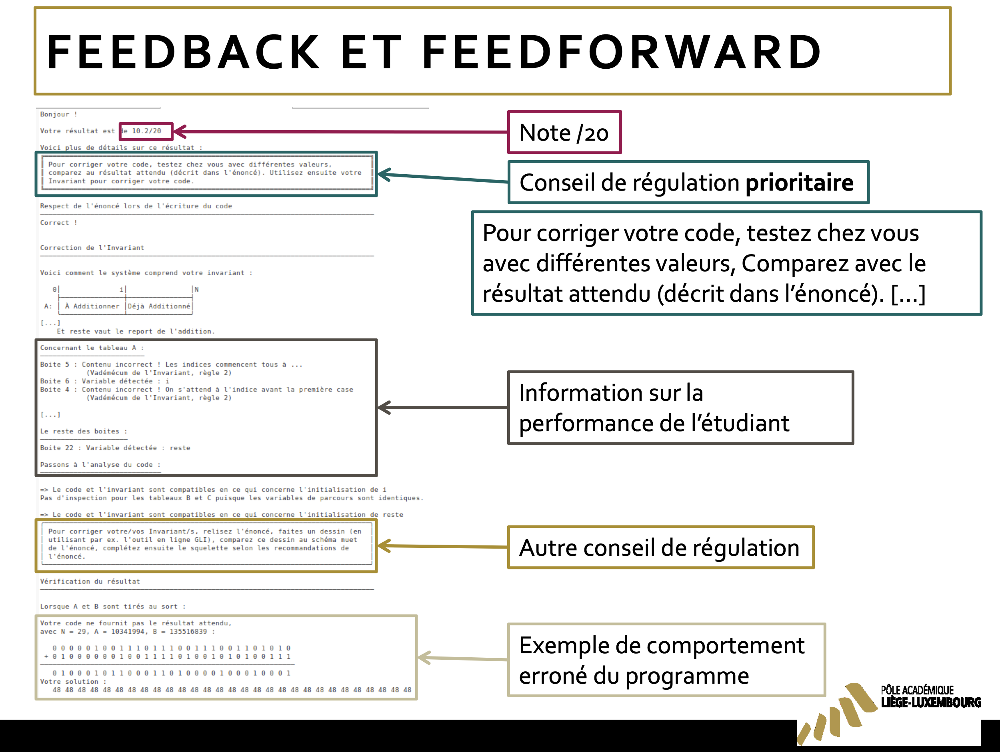 FEEDBACK ET FEEDFORWARD
Bonjour !
Votre résultat est de 10.2/20
Voici plus de détails sur ce résultat :
Pour corriger votre code, testez chez vous avec différentes valeurs,
comparez au résultat attendu (décrit dans l'énoncé). Utilisez ensuite votre
Invariant pour corriger votre code.
Respect de l'énoncé lors de l'écriture du code
Correct !
Correction de l'Invariant
Voici comment le système comprend votre invariant :
0| i| |N
A: | À Additionner |Déjà Additionné|
[...]
Et reste vaut le report de l'addition.
Concernant le tableau A :
Boite 5 : Contenu incorrect ! Les indices commencent tous à ...
(Vadémécum de l'Invariant, règle 2)
Boite 6 : Variable détectée : i
Boite 4 : Contenu incorrect ! On s'attend à l'indice avant la première case
(Vadémécum de l'Invariant, règle 2)
[...]
Le reste des boites :
Boite 22 : Variable détectée : reste
Passons à l'analyse du code :
=> Le code et l'invariant sont compatibles en ce qui concerne l'initialisation de i
Pas d'inspection pour les tableaux B et C puisque les variables de parcours sont identiques.
=> Le code et l'invariant sont compatibles en ce qui concerne l'initialisation de reste
Pour corriger votre/vos Invariant/s, relisez l'énoncé, faites un dessin (en
utilisant par ex. l'outil en ligne GLI), comparez ce dessin au schéma muet
de l'énoncé, complétez ensuite le squelette selon les recommandations de
l'énoncé.
Vérification du résultat
Lorsque A et B sont tirés au sort :
Votre code ne fournit pas le résultat attendu,
avec N = 29, A = 10341994, B = 135516839 :
0 0 0 0 0 1 0 0 1 1 1 0 1 1 1 0 0 1 1 1 0 0 1 1 0 1 0 1 0
+ 0 1 0 0 0 0 0 0 1 0 0 1 1 1 1 0 1 0 0 1 0 1 0 1 0 0 1 1 1
0 1 0 0 0 1 0 1 1 0 0 0 1 1 0 1 0 0 0 0 1 0 0 0 1 0 0 0 1
Votre solution :
48 48 48 48 48 48 48 48 48 48 48 48 48 48 48 48 48 48 48 48 48 48 48 48 48 48 48 48 48
Note /20
Conseil de régulation prioritaire
Pour corriger votre code, testez chez vous
avec différentes valeurs, Comparez avec le
résultat attendu (décrit dans l’énoncé). [...]
Information sur la
performance de l’étudiant
Autre conseil de régulation
Exemple de comportement
erroné du programme
PÔLE ACADÉMIQUE
LIÈGE-LUXEMBOURG